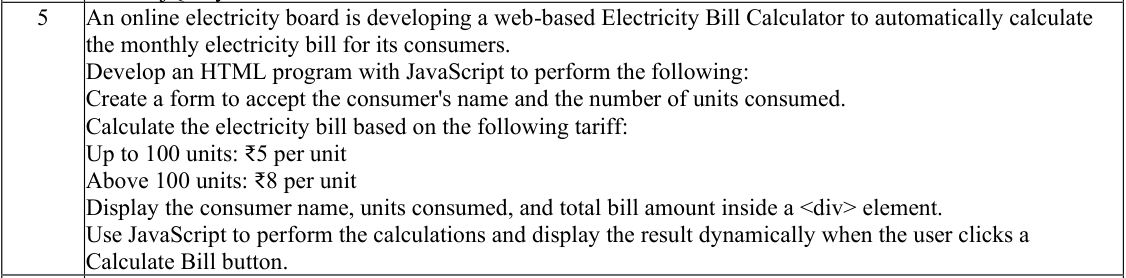 5
An online electricity board is developing a web-based Electricity Bill Calculator to automatically calculate
the monthly electricity bill for its consumers.
Develop an HTML program with JavaScript to perform the following:
Create a form to accept the consumer's name and the number of units consumed.
Calculate the electricity bill based on the following tariff:
Up to 100 units: ₹5 per unit
Above 100 units: ₹8 per unit
Display the consumer name, units consumed, and total bill amount inside a <div> element.
Use JavaScript to perform the calculations and display the result dynamically when the user clicks a
Calculate Bill button.